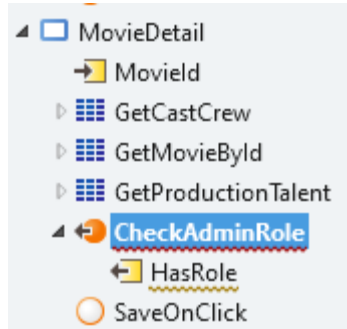 MovieDetail
MovieId
GetCastCrew
GetMovieById
GetProductionTalent
CheckAdminRole
HasRole
SaveOnClick